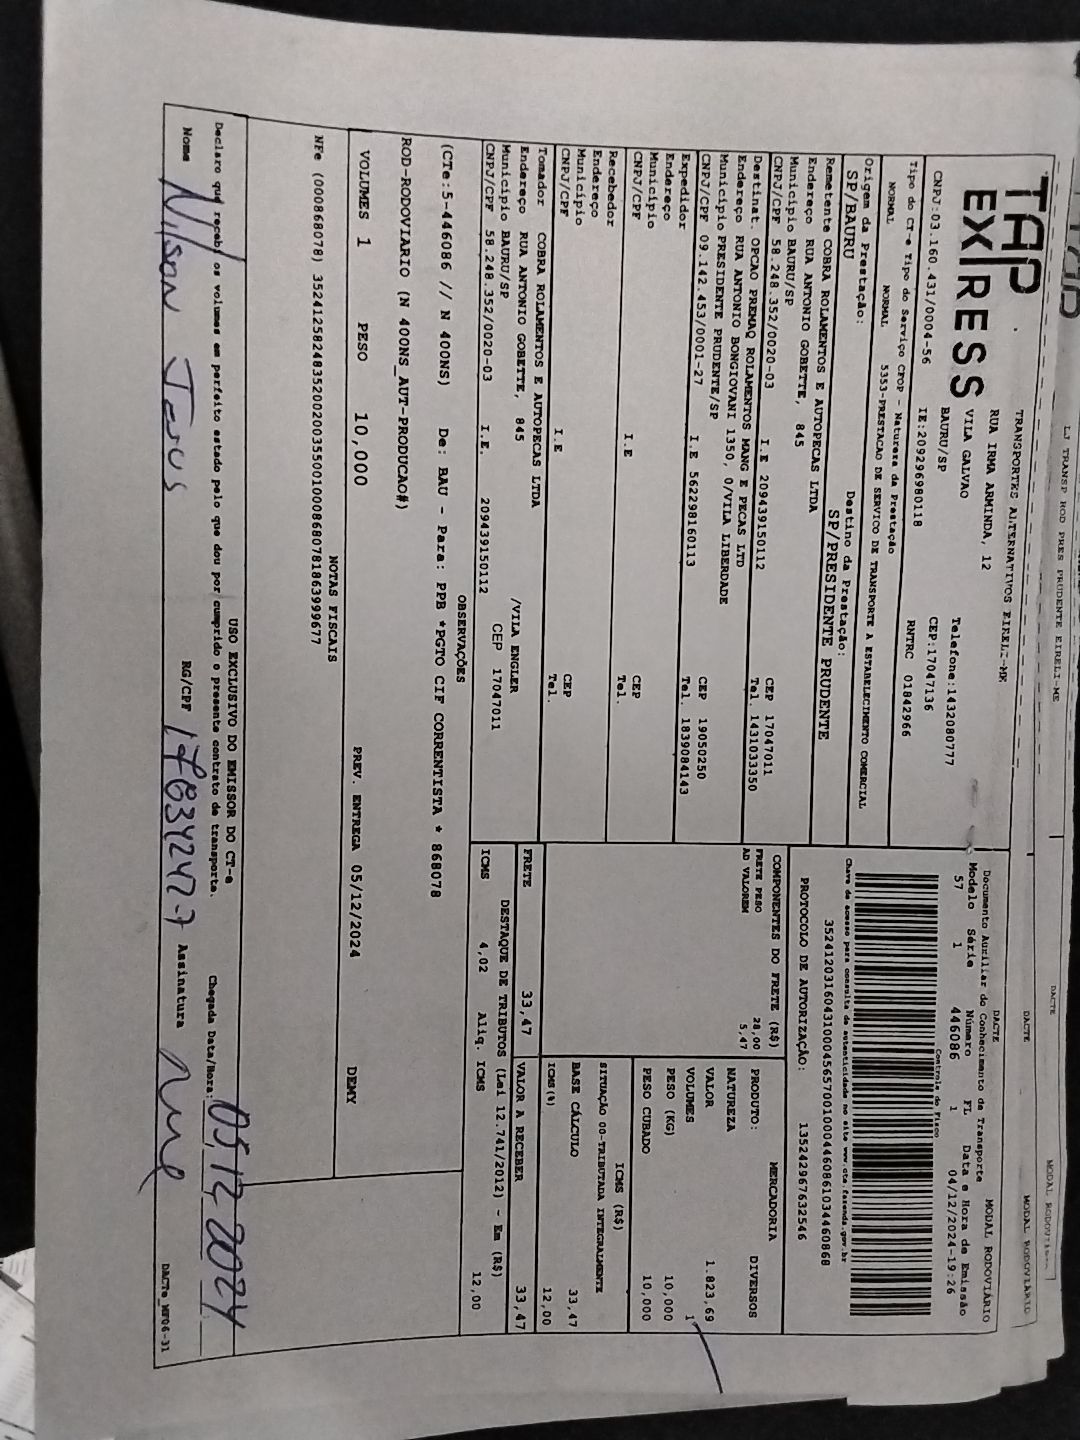 LJ TRANSP ROD PRES PRUDENTE EIRELI-ME
DACTE
MODAL RODOVIÁRIO
DACTE
MODAL RODOVIÁRIO
TAP
EXPRESS
TRANSPORTES ALTERNATIVOS EIRELI-ME
RUA IRMA ARMINDA, 12
VILA GALVAO
BAURU/SP
Telefone:1432080777
CEP:17047136
CNPJ:03.160.431/0004-56 IE:209296980118 RNTRC 01842966
DACTE MODAL RODOVIÁRIO
Documento Auxiliar do Conhecimento de Transporte
Modelo Série Número FL Data e Hora de Emissão
57 1 446086 1 04/12/2024-19:26
Controle do Fisco
Chave de acesso para consulta de autenticidade no site www.cte.fazenda.gov.br
PROTOCOLO DE AUTORIZAÇÃO: 135242967632546
Tipo do CT-e Tipo do Serviço CFOP - Natureza da Prestação
NORMAL NORMAL 5353-PRESTACAO DE SERVICO DE TRANSPORTE A ESTABELECIMENTO COMERCIAL
Origem da Prestação: Destino da Prestação:
SP/BAURU SP/PRESIDENTE PRUDENTE
Remetente COBRA ROLAMENTOS E AUTOPECAS LTDA
Endereço RUA ANTONIO GOBETTE, 845
Município BAURU/SP CEP 17047011
CNPJ/CPF 58.248.352/0020-03 I.E 209439150112 Tel. 1431033350
Destinat. OPCAO PREMAQ ROLAMENTOS MANG E PECAS LTD
Endereço RUA ANTONIO BONGIOVANI 1350, 0/VILA LIBERDADE
Município PRESIDENTE PRUDENTE/SP CEP 19050250
CNPJ/CPF 09.142.453/0001-27 I.E 562298160113 Tel. 1839084143
Expedidor
Endereço
Município CEP
CNPJ/CPF I.E Tel.
Recebedor
Endereço
Município CEP
CNPJ/CPF I.E Tel.
Tomador COBRA ROLAMENTOS E AUTOPECAS LTDA
Endereço RUA ANTONIO GOBETTE, 845 /VILA ENGLER
Município BAURU/SP CEP 17047011
CNPJ/CPF 58.248.352/0020-03 I.E. 209439150112
COMPONENTES DO FRETE (R$)
FRETE PESO 28,00
AD VALOREM 5,47
MERCADORIA
PRODUTO: DIVERSOS
NATUREZA
VALOR 1.823,69
VOLUMES 1
PESO (KG) 10,000
PESO CUBADO 10,000
ICMS (R$)
SITUAÇÃO 00-TRIBUTADA INTEGRALMENTE
BASE CÁLCULO 33,47
ICMS(%) 12,00
FRETE 33,47 VALOR A RECEBER 33,47
DESTAQUE DE TRIBUTOS (Lei 12.741/2012) - Em (R$)
ICMS 4,02 Aliq. ICMS 12,00
OBSERVAÇÕES
(CTe:5-446086 // N 400NS) De: BAU - Para: PPB *PGTO CIF CORRENTISTA * 868078
ROD-RODOVIARIO (N 400NS_AUT-PRODUCAO#)
VOLUMES 1 PESO 10,000 PREV. ENTREGA 05/12/2024 DEMY
NOTAS FISCAIS
NFe (000868078)
USO EXCLUSIVO DO EMISSOR DO CT-e
Declaro que recebi os volumes em perfeito estado pelo que dou por cumprido o presente contrato de transporte. Chegada Data/Hora: 05/12/2024
Nome Nilson RG/CPF Assinatura
DACTe_MF06-31